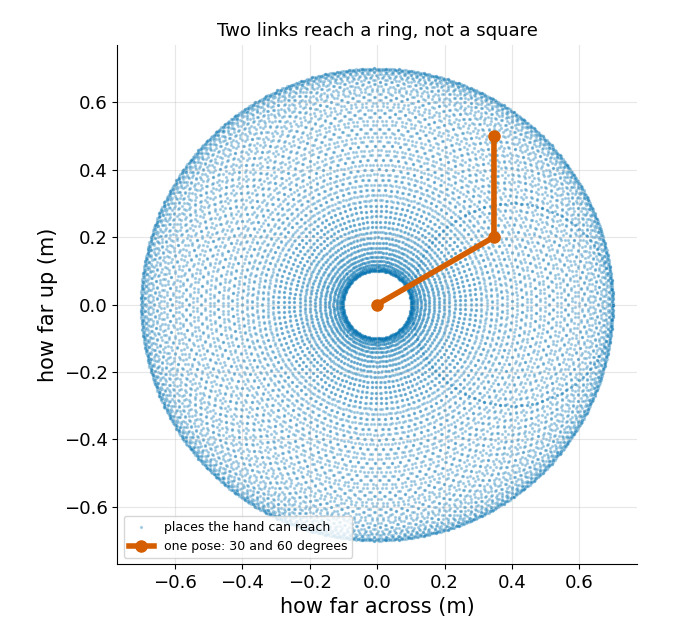 Two links reach a ring, not a square
how far up (m)
0.6
0.4
0.2
0.0
−0.2
−0.4
−0.6
places the hand can reach
one pose: 30 and 60 degrees
−0.6 −0.4 −0.2 0.0 0.2 0.4 0.6
how far across (m)